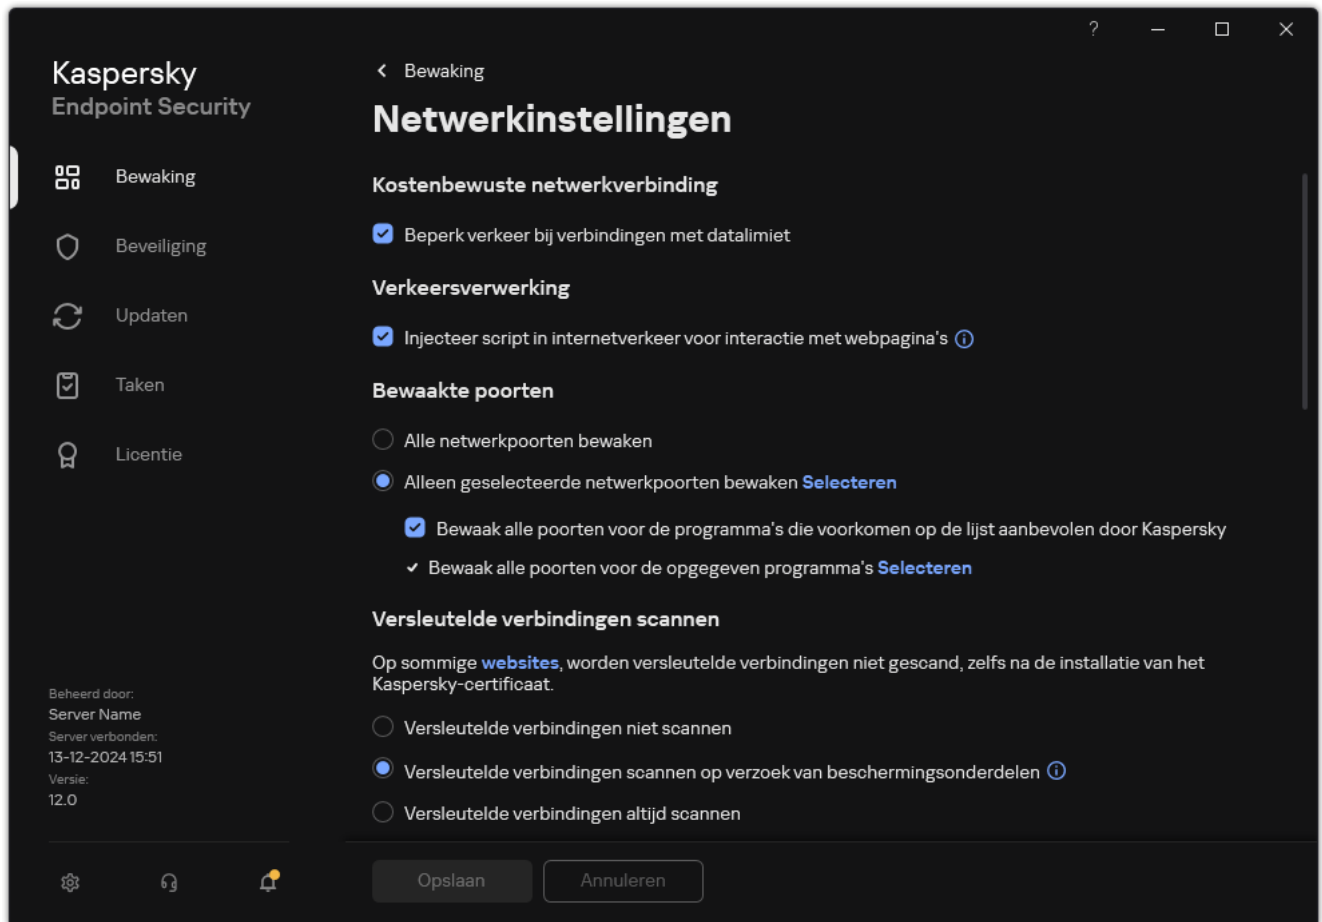 ?
Kaspersky
Endpoint Security
Bewaking
Beveiliging
Updaten
Taken
Licentie
Beheerd door:
Server Name
Server verbonden:
13-12-2024 15:51
Versie:
12.0
Bewaking
Netwerkinstellingen
Kostenbewuste netwerkverbinding
Beperk verkeer bij verbindingen met datalimiet
Verkeersverwerking
Injecteer script in internetverkeer voor interactie met webpagina's
Bewaakte poorten
Alle netwerkpoorten bewaken
Alleen geselecteerde netwerkpoorten bewaken Selecteren
Bewaak alle poorten voor de programma's die voorkomen op de lijst aanbevolen door Kaspersky
Bewaak alle poorten voor de opgegeven programma's Selecteren
Versleutelde verbindingen scannen
Op sommige websites, worden versleutelde verbindingen niet gescand, zelfs na de installatie van het
Kaspersky-certificaat.
Versleutelde verbindingen niet scannen
Versleutelde verbindingen scannen op verzoek van beschermingsonderdelen
Versleutelde verbindingen altijd scannen
Opslaan
Annuleren